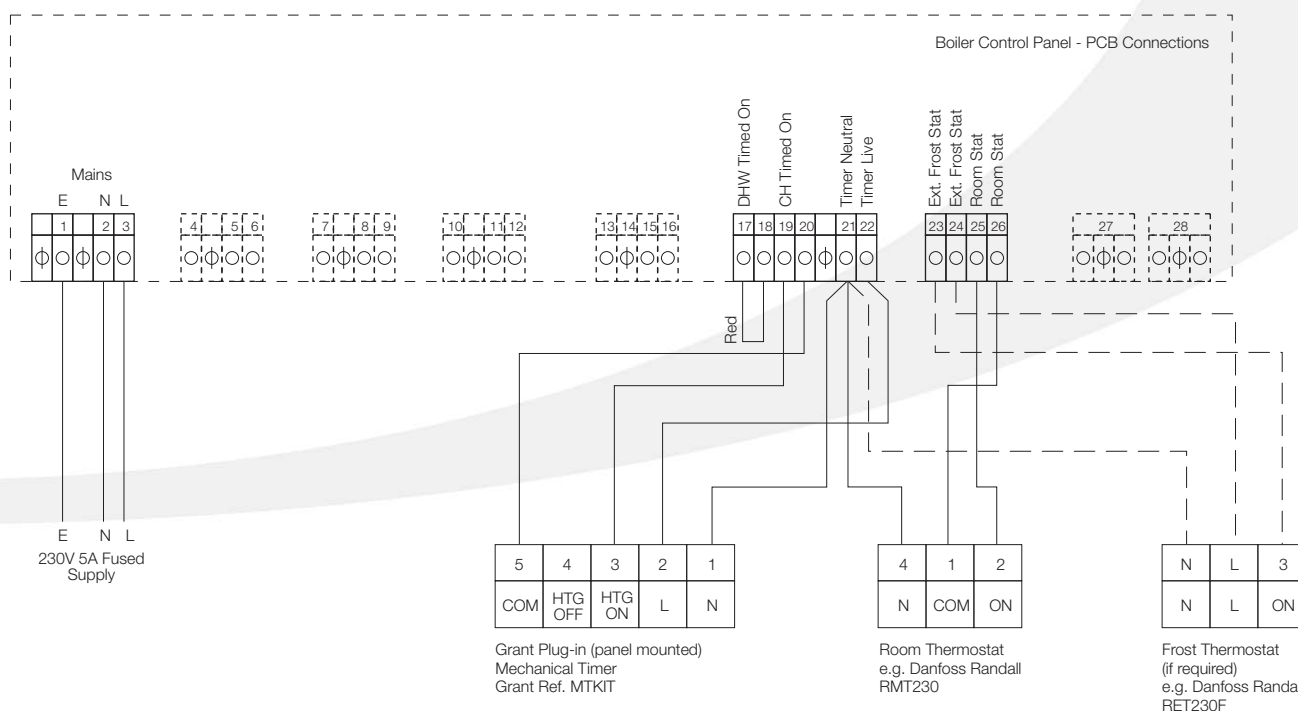 Boiler Control Panel - PCB Connections
Mains
E N L
DHW Timed On
CH Timed On
Timer Neutral
Timer Live
Ext. Frost Stat
Ext. Frost Stat
Room Stat
Room Stat
1 2 3
4 5 6
7 8 9
10 11 12
13 14 15 16
17 18 19 20 21 22
23 24 25 26
27
28
Red
E N L
230V 5A Fused
Supply
5 4 3 2 1
COM HTG OFF HTG ON L N
Grant Plug-in (panel mounted)
Mechanical Timer
Grant Ref. MTKIT
4 1 2
N COM ON
Room Thermostat
e.g. Danfoss Randall
RMT230
N L 3
N L ON
Frost Thermostat
(if required)
e.g. Danfoss Randa
RET230F